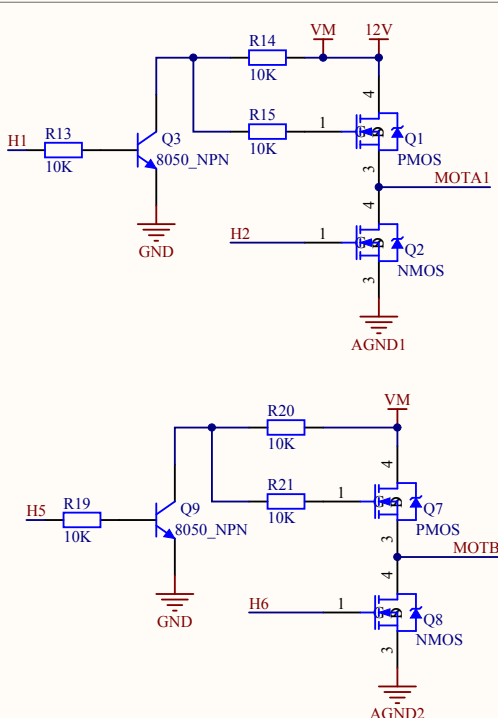 VM
12V
R14
10K
4
H1
R13
10K
Q3
8050_NPN
R15
10K
1
Q1
PMOS
3
MOTA1
GND
4
H2
1
Q2
NMOS
3
AGND1
VM
R20
10K
4
H5
R19
10K
Q9
8050_NPN
R21
10K
1
Q7
PMOS
3
MOTB
GND
4
H6
1
Q8
NMOS
3
AGND2